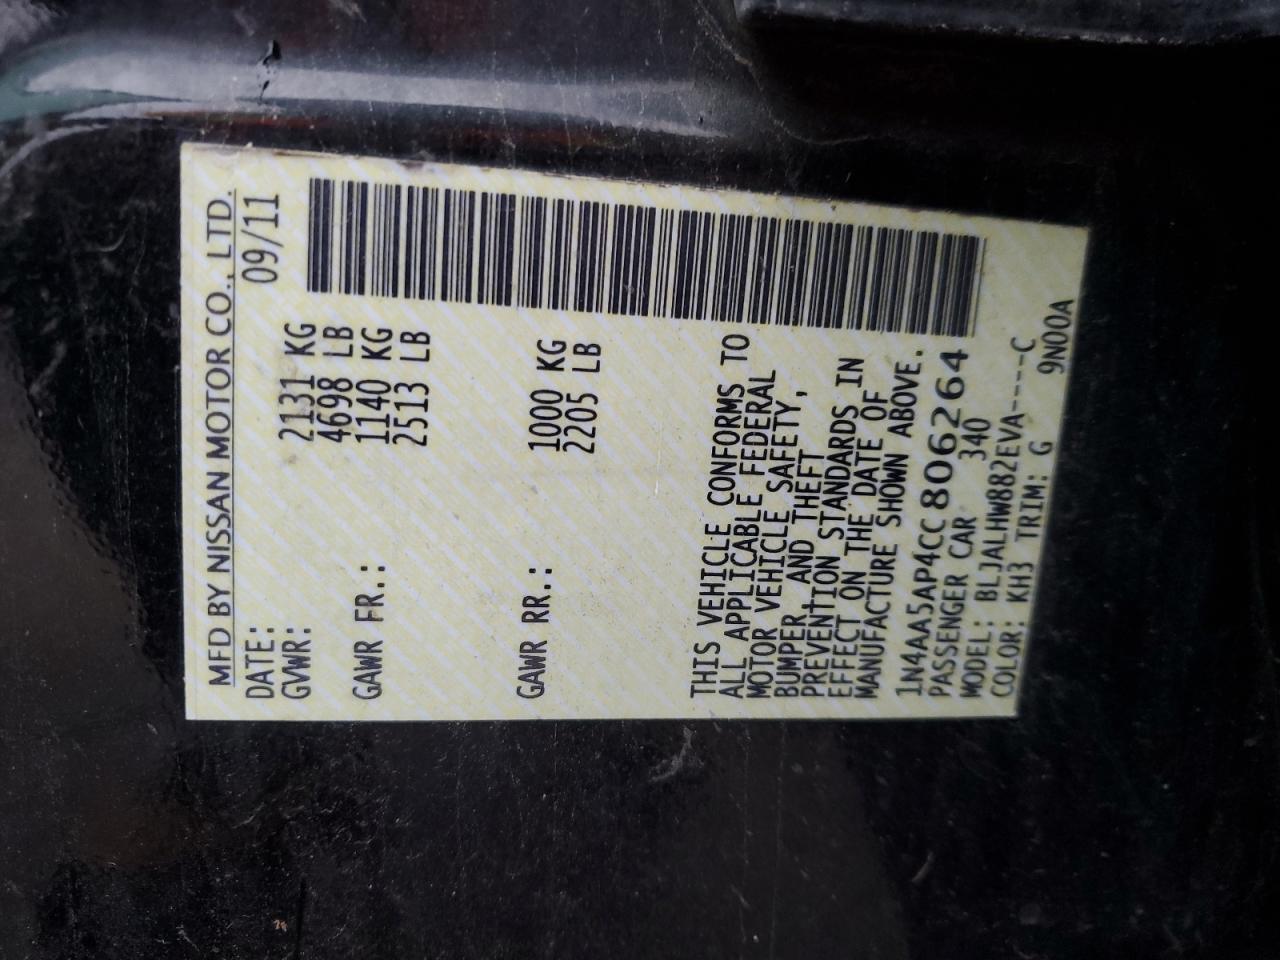 MFD BY NISSAN MOTOR CO., LTD.
DATE: 09/11
GVWR: 2131 KG
4698 LB
GAWR FR.: 1140 KG
2513 LB
GAWR RR.: 1000 KG
2205 LB
THIS VEHICLE CONFORMS TO
ALL APPLICABLE FEDERAL
MOTOR VEHICLE SAFETY,
BUMPER AND THEFT
PREVENTION STANDARDS IN
EFFECT ON THE DATE OF
MANUFACTURE SHOWN ABOVE.
1N4AA5AP4CC806264
PASSENGER CAR 340
MODEL: BLJALHW882EVA----C
COLOR: KH3 TRIM: G 9N00A